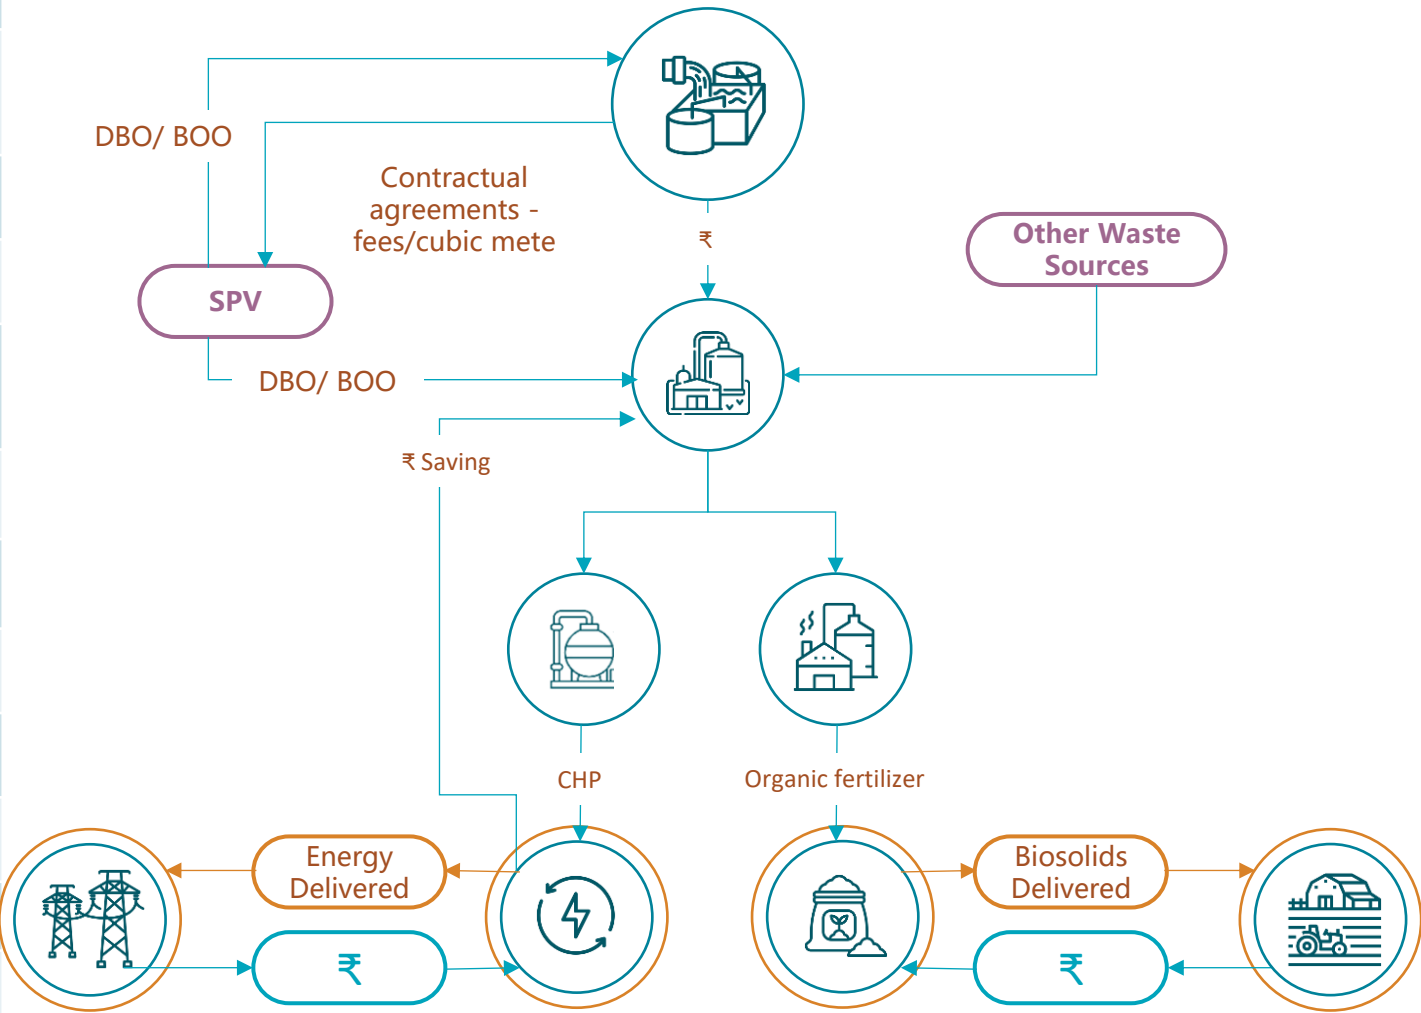 DBO/ BOO
Contractual
agreements -
fees/cubic mete
₹
Other Waste
Sources
SPV
DBO/ BOO
₹ Saving
CHP
Organic fertilizer
Energy
Delivered
Biosolids
Delivered
₹
₹